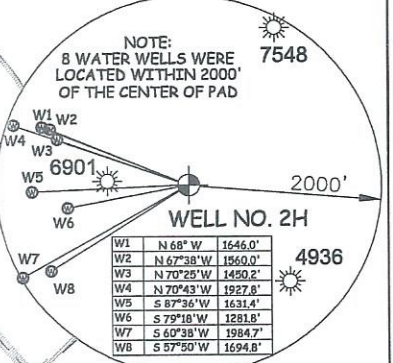 NOTE:
8 WATER WELLS WERE
LOCATED WITHIN 2000'
OF THE CENTER OF PAD
7548
W1
W2
W4
W3
6901
W5
W6
2000'
WELL NO. 2H
W7
W8
4936
W1 N 68° W 1646.0'
W2 N 67°38'W 1560.0'
W3 N 70°25'W 1450.2'
W4 N 70°43'W 1927.8'
W5 S 87°36'W 1631.4'
W6 S 79°18'W 1281.8'
W7 S 60°38'W 1984.7'
W8 S 57°50'W 1694.8'